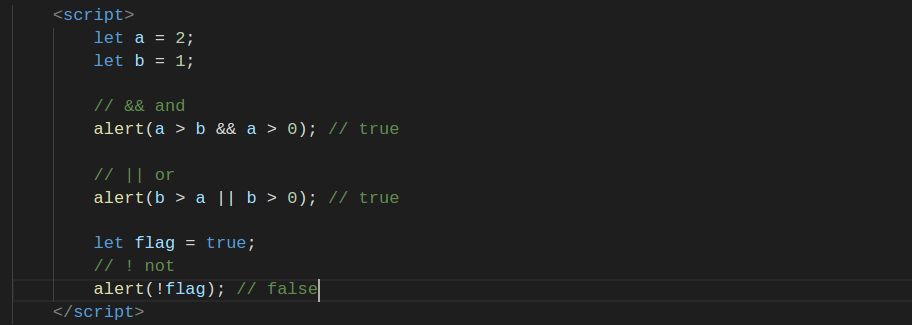 <script>
let a = 2;
let b = 1;
// && and
alert(a > b && a > 0); // true
// || or
alert(b > a || b > 0); // true
let flag = true;
// ! not
alert(!flag); // false
</script>